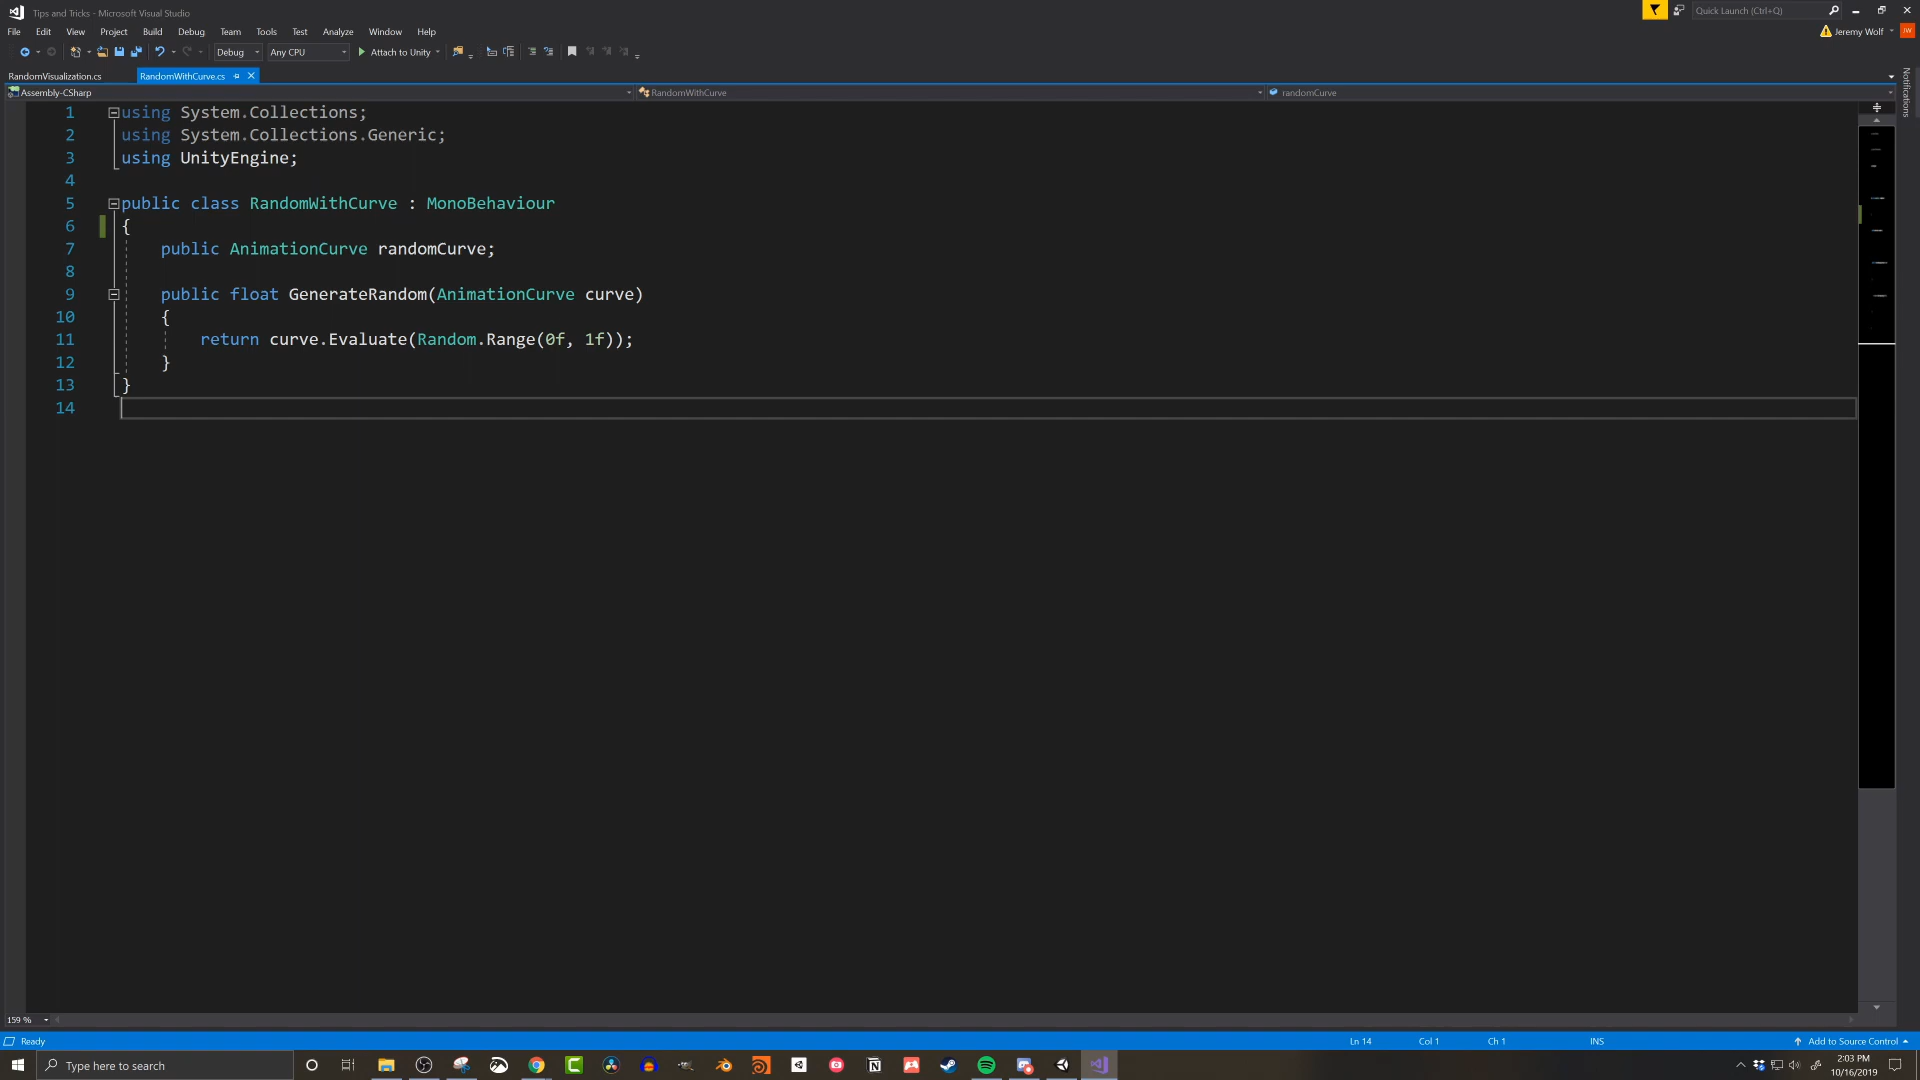 Tips and Tricks - Microsoft Visual Studio
Quick Launch (Ctrl+Q)
File Edit View Project Build Debug Team Tools Test Analyze Window Help
Jeremy Wolf JW
Debug Any CPU Attach to Unity
RandomVisualization.cs RandomWithCurve.cs
Assembly-CSharp RandomWithCurve randomCurve
Notifications
1 using System.Collections;
2 using System.Collections.Generic;
3 using UnityEngine;
4
5 public class RandomWithCurve : MonoBehaviour
6 {
7 public AnimationCurve randomCurve;
8
9 public float GenerateRandom(AnimationCurve curve)
10 {
11 return curve.Evaluate(Random.Range(0f, 1f));
12 }
13 }
14
159 %
Ready Ln 14 Col 1 Ch 1 INS Add to Source Control
Type here to search
2:03 PM
10/16/2019